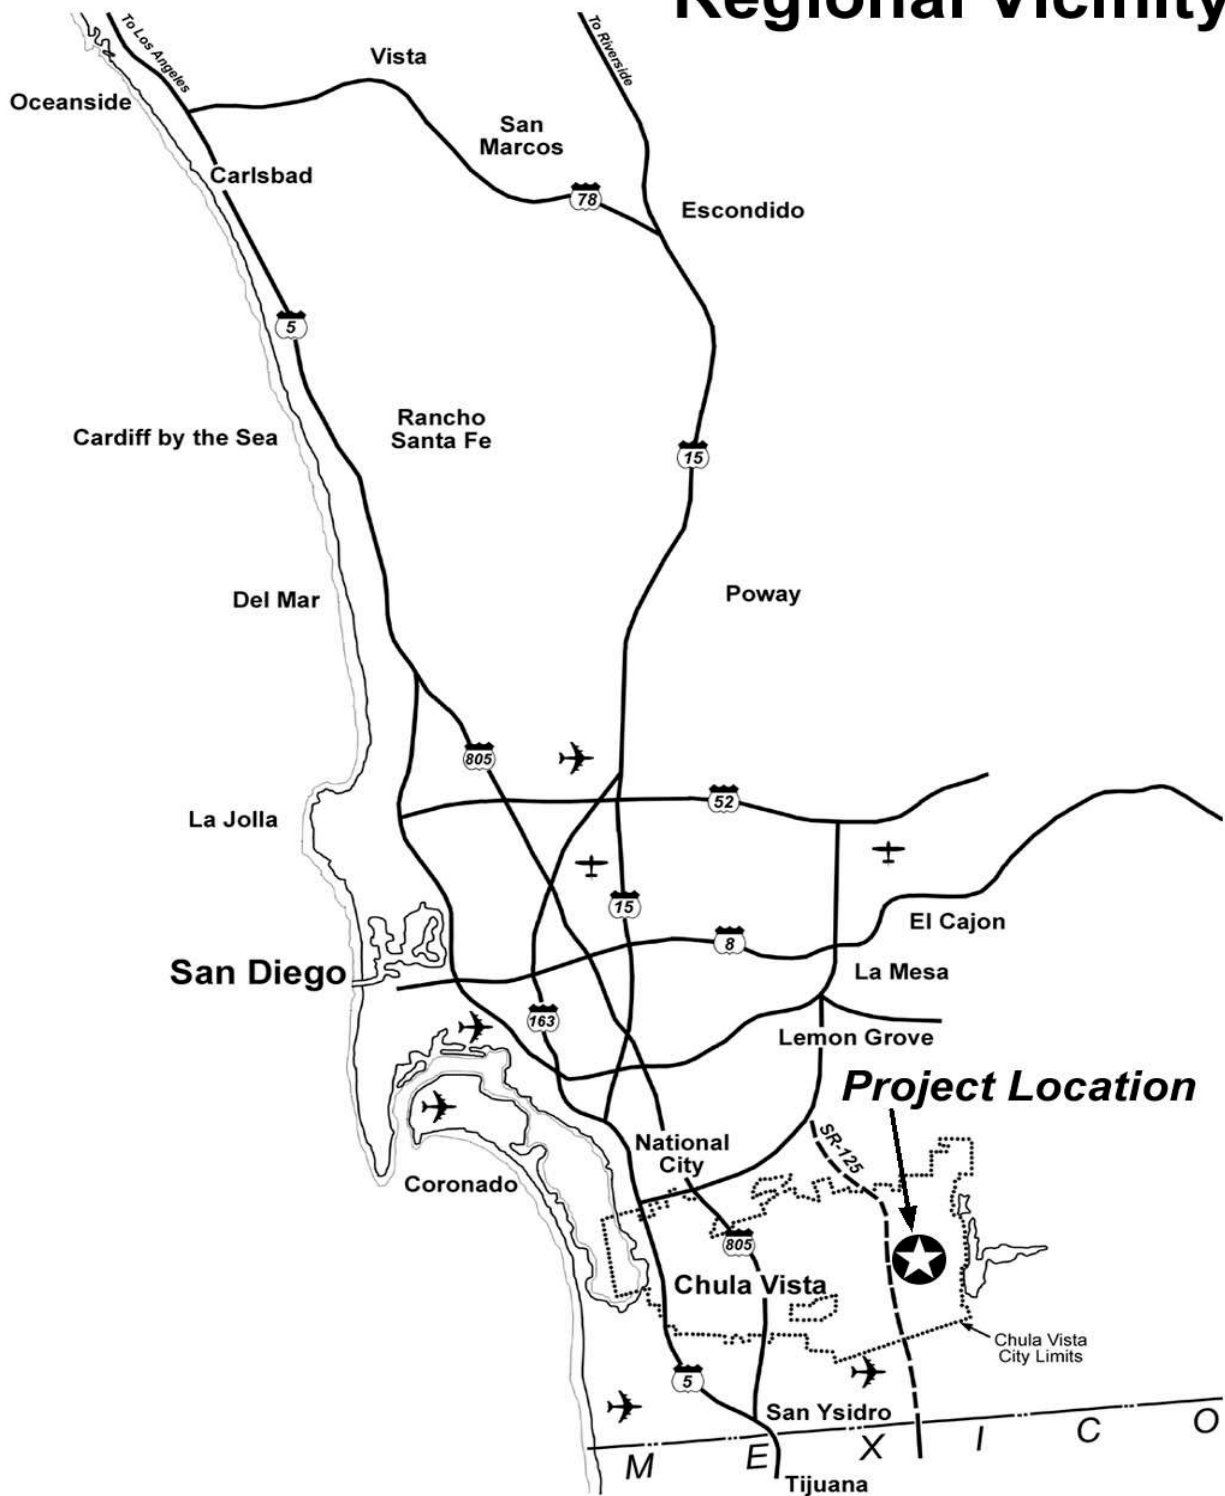 Regional Vicinity
To Los Angeles
To Riverside
Vista
Oceanside
San
Marcos
Carlsbad
78
Escondido
5
Rancho
Santa Fe
Cardiff by the Sea
15
Del Mar
Poway
805
52
La Jolla
15
El Cajon
8
San Diego
La Mesa
163
Lemon Grove
Project Location
SR-125
National
City
Coronado
805
Chula Vista
Chula Vista
City Limits
5
San Ysidro
M E X I C O
Tijuana